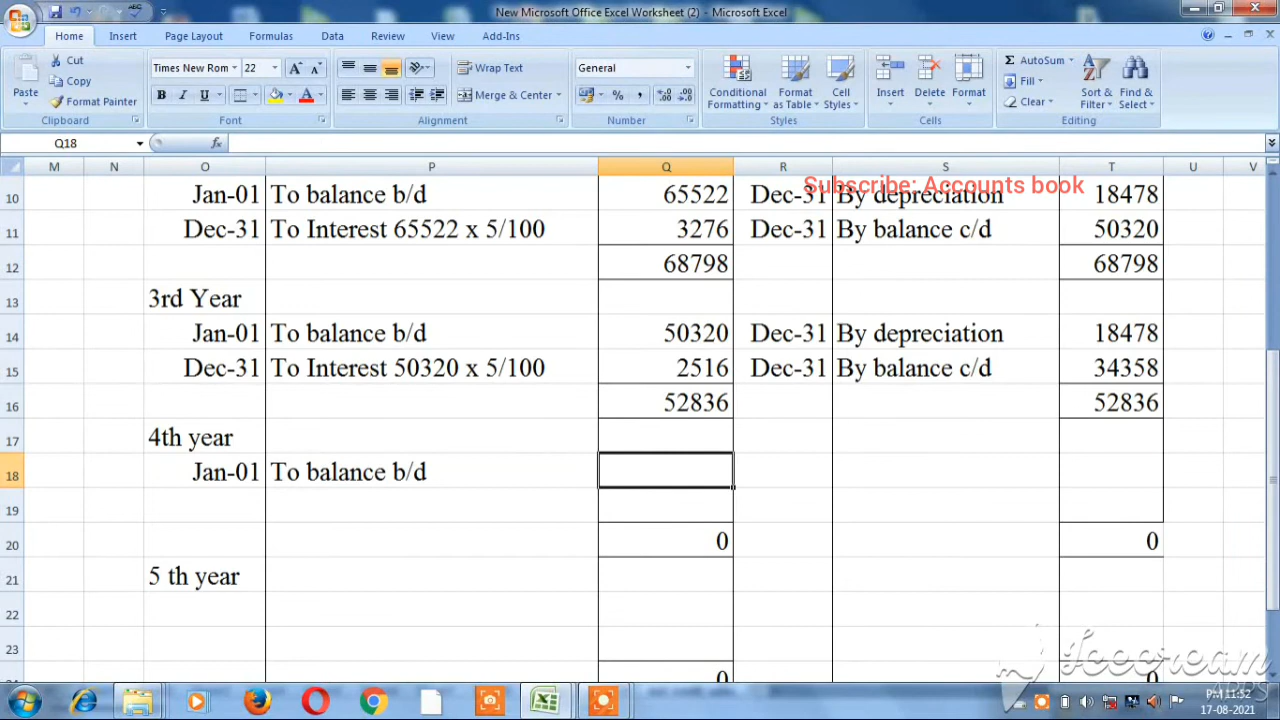 New Microsoft Office Excel Worksheet (2) - Microsoft Excel
Home Insert Page Layout Formulas Data Review View Add-Ins
Paste Cut Copy Format Painter Clipboard
Times New Rom 22 B I U A A A Font
Wrap Text Merge & Center Alignment
General % , Number
Conditional Formatting Format as Table Cell Styles Styles
Insert Delete Format Cells
Σ AutoSum Fill Clear Sort & Filter Find & Select Editing
Q18 fx
M N O P Q R S T U V
Subscribe: Accounts book
10 Jan-01 To balance b/d 65522 Dec-31 By depreciation 18478
11 Dec-31 To Interest 65522 x 5/100 3276 Dec-31 By balance c/d 50320
12 68798 68798
13 3rd Year
14 Jan-01 To balance b/d 50320 Dec-31 By depreciation 18478
15 Dec-31 To Interest 50320 x 5/100 2516 Dec-31 By balance c/d 34358
16 52836 52836
17 4th year
18 Jan-01 To balance b/d
19
20 0 0
21 5 th year
22
23
0 0
11:52 PM
17-08-2021